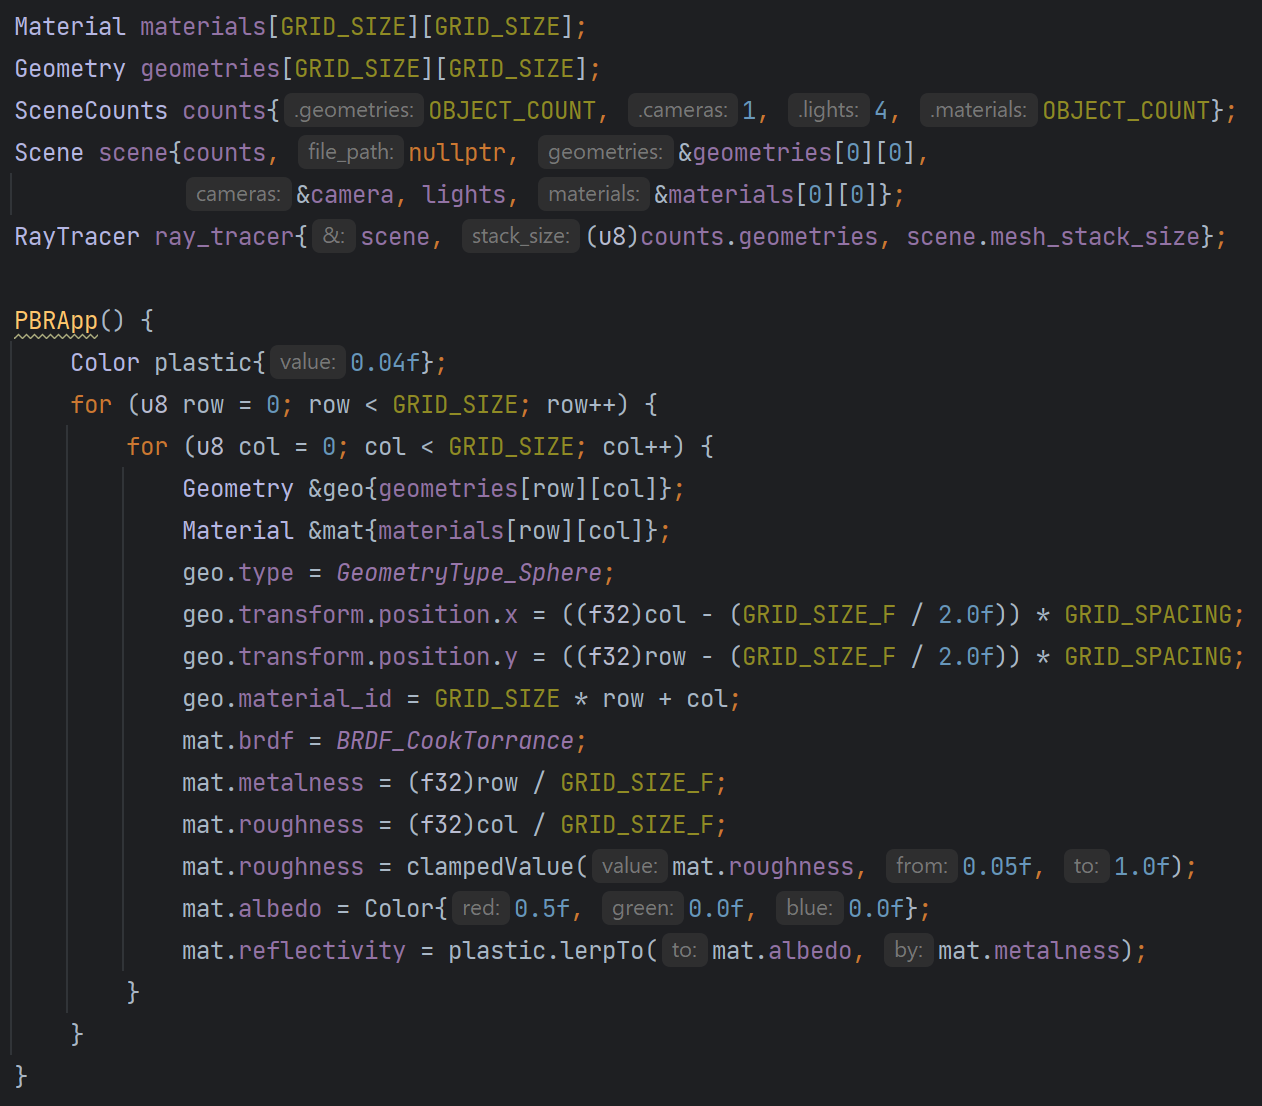 Material materials[GRID_SIZE][GRID_SIZE];
Geometry geometries[GRID_SIZE][GRID_SIZE];
SceneCounts counts{ .geometries: OBJECT_COUNT, .cameras: 1, .lights: 4, .materials: OBJECT_COUNT};
Scene scene{counts, file_path: nullptr, geometries: &geometries[0][0],
cameras: &camera, lights, materials: &materials[0][0]};
RayTracer ray_tracer{ &: scene, stack_size: (u8)counts.geometries, scene.mesh_stack_size};
PBRApp() {
Color plastic{ value: 0.04f};
for (u8 row = 0; row < GRID_SIZE; row++) {
for (u8 col = 0; col < GRID_SIZE; col++) {
Geometry &geo{geometries[row][col]};
Material &mat{materials[row][col]};
geo.type = GeometryType_Sphere;
geo.transform.position.x = ((f32)col - (GRID_SIZE_F / 2.0f)) * GRID_SPACING;
geo.transform.position.y = ((f32)row - (GRID_SIZE_F / 2.0f)) * GRID_SPACING;
geo.material_id = GRID_SIZE * row + col;
mat.brdf = BRDF_CookTorrance;
mat.metalness = (f32)row / GRID_SIZE_F;
mat.roughness = (f32)col / GRID_SIZE_F;
mat.roughness = clampedValue( value: mat.roughness, from: 0.05f, to: 1.0f);
mat.albedo = Color{ red: 0.5f, green: 0.0f, blue: 0.0f};
mat.reflectivity = plastic.lerpTo( to: mat.albedo, by: mat.metalness);
}
}
}